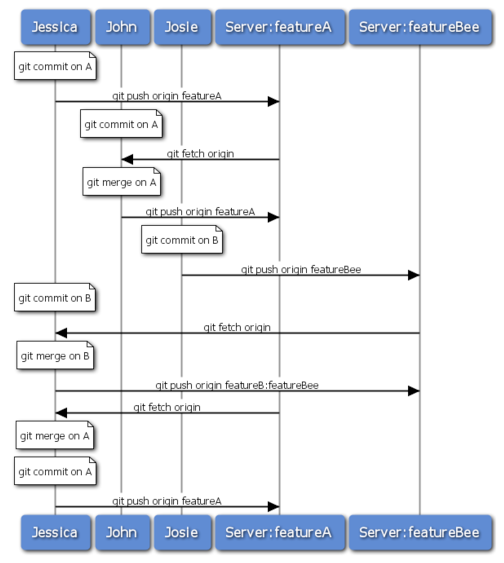 Jessica John Josie Server:featureA Server:featureBee
git commit on A
git push origin featureA
git commit on A
git fetch origin
git merge on A
git push origin featureA
git commit on B
git push origin featureBee
git commit on B
git fetch origin
git merge on B
git push origin featureB:featureBee
git fetch origin
git merge on A
git commit on A
git push origin featureA
Jessica John Josie Server:featureA Server:featureBee